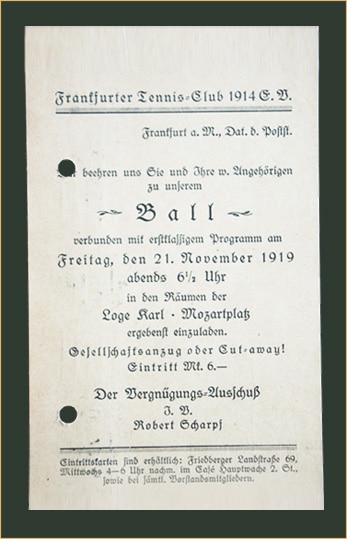 Frankfurter Tennis-Club 1914 E. V.
Frankfurt a. M., Dat. d. Postst.
beehren uns Sie und Ihre w. Angehörigen
zu unserem
Ball
verbunden mit erstklassigem Programm am
Freitag, den 21. November 1919
abends 6½ Uhr
in den Räumen der
Loge Karl · Mozartplatz
ergebenst einzuladen.
Gesellschaftsanzug oder Cut-away!
Eintritt Mk. 6.—
Der Vergnügungs-Ausschuß
J. V.
Robert Scharpf
Eintrittskarten sind erhältlich: Friedberger Landstraße 69,
Mittwochs 4—6 Uhr nachm. im Café Hauptwache 2. St.,
sowie bei sämtl. Vorstandsmitgliedern.